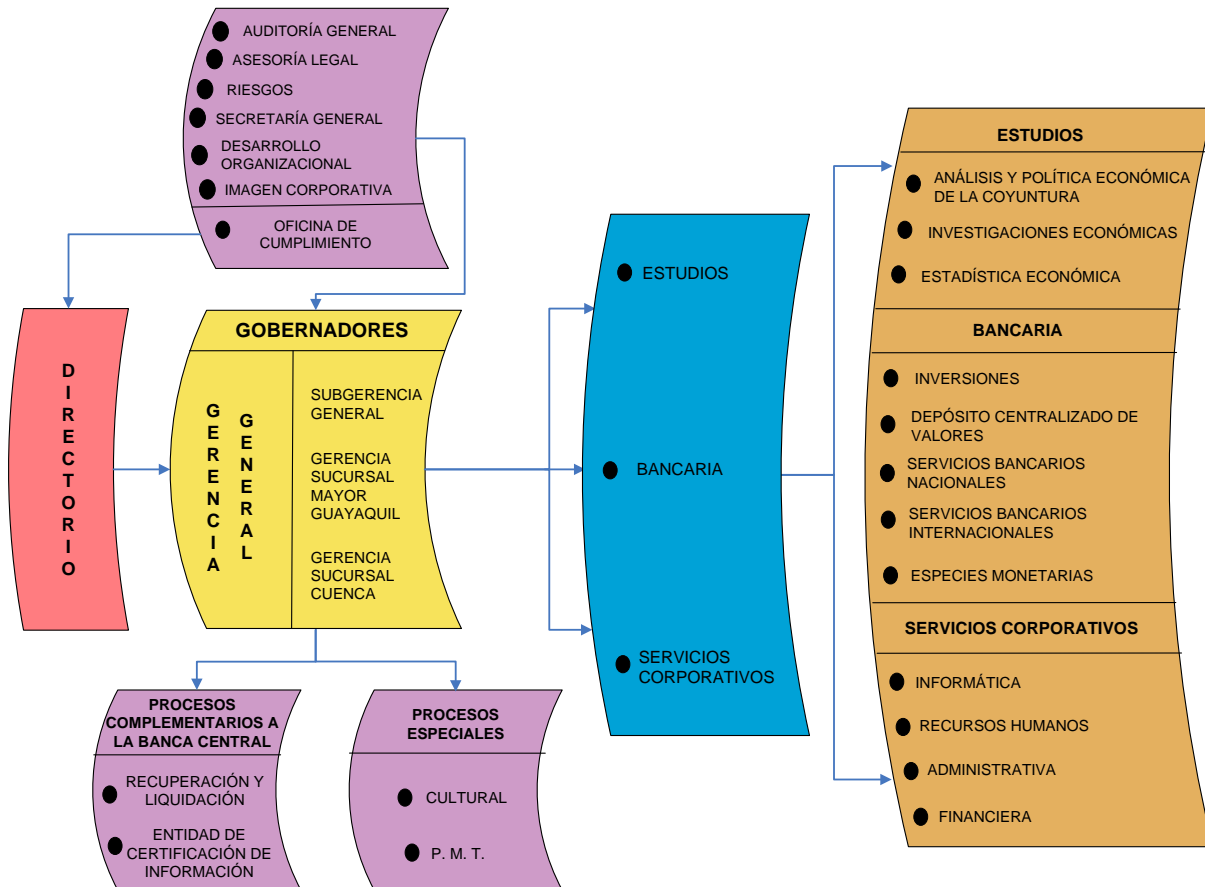 AUDITORÍA GENERAL
ASESORÍA LEGAL
RIESGOS
SECRETARÍA GENERAL
DESARROLLO
ORGANIZACIONAL
IMAGEN CORPORATIVA
OFICINA DE
CUMPLIMIENTO
DIRECTORIO
GOBERNADORES
GERENCIA
GENERAL
SUBGERENCIA
GENERAL
GERENCIA
SUCURSAL
MAYOR
GUAYAQUIL
GERENCIA
SUCURSAL
CUENCA
PROCESOS
COMPLEMENTARIOS A
LA BANCA CENTRAL
RECUPERACIÓN Y
LIQUIDACIÓN
ENTIDAD DE
CERTIFICACIÓN DE
INFORMACIÓN
PROCESOS
ESPECIALES
CULTURAL
P. M. T.
ESTUDIOS
BANCARIA
SERVICIOS
CORPORATIVOS
ESTUDIOS
ANÁLISIS Y POLÍTICA ECONÓMICA
DE LA COYUNTURA
INVESTIGACIONES ECONÓMICAS
ESTADÍSTICA ECONÓMICA
BANCARIA
INVERSIONES
DEPÓSITO CENTRALIZADO DE
VALORES
SERVICIOS BANCARIOS
NACIONALES
SERVICIOS BANCARIOS
INTERNACIONALES
ESPECIES MONETARIAS
SERVICIOS CORPORATIVOS
INFORMÁTICA
RECURSOS HUMANOS
ADMINISTRATIVA
FINANCIERA